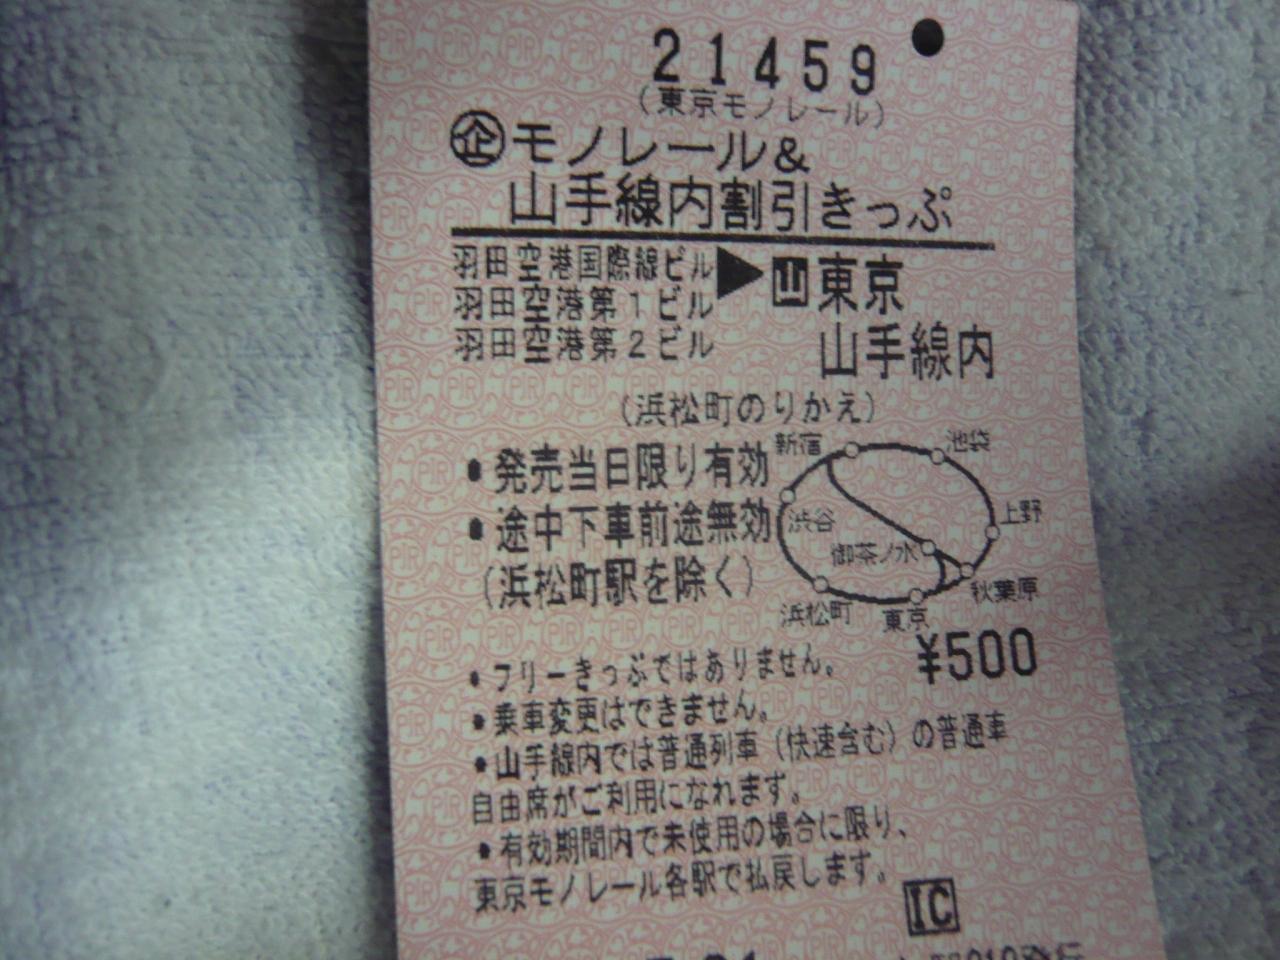 21459
(東京モノレール)
企 モノレール&
山手線内割引きっぷ
羽田空港国際線ビル▶山 東京
羽田空港第1ビル
羽田空港第2ビル
山手線内
(浜松町のりかえ)
・発売当日限り有効
・途中下車前途無効
(浜松町駅を除く)
新宿
池袋
渋谷
上野
御茶ノ水
秋葉原
浜松町
東京
¥500
・フリーきっぷではありません。
・乗車変更はできません。
・山手線内では普通列車(快速含む)の普通車
自由席がご利用になれます。
・有効期間内で未使用の場合に限り、
東京モノレール各駅で払戻します。
IC